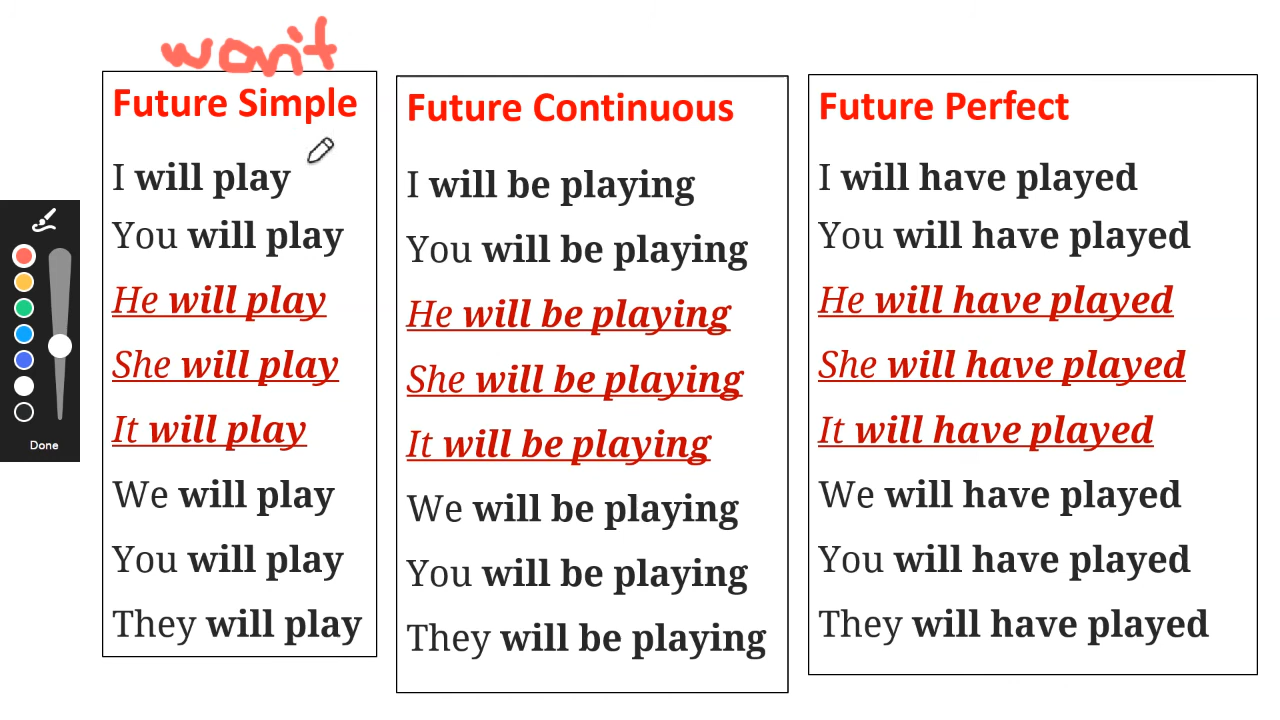 won't
Future Simple
I will play
You will play
He will play
She will play
It will play
We will play
You will play
They will play
Future Continuous
I will be playing
You will be playing
He will be playing
She will be playing
It will be playing
We will be playing
You will be playing
They will be playing
Future Perfect
I will have played
You will have played
He will have played
She will have played
It will have played
We will have played
You will have played
They will have played
Done